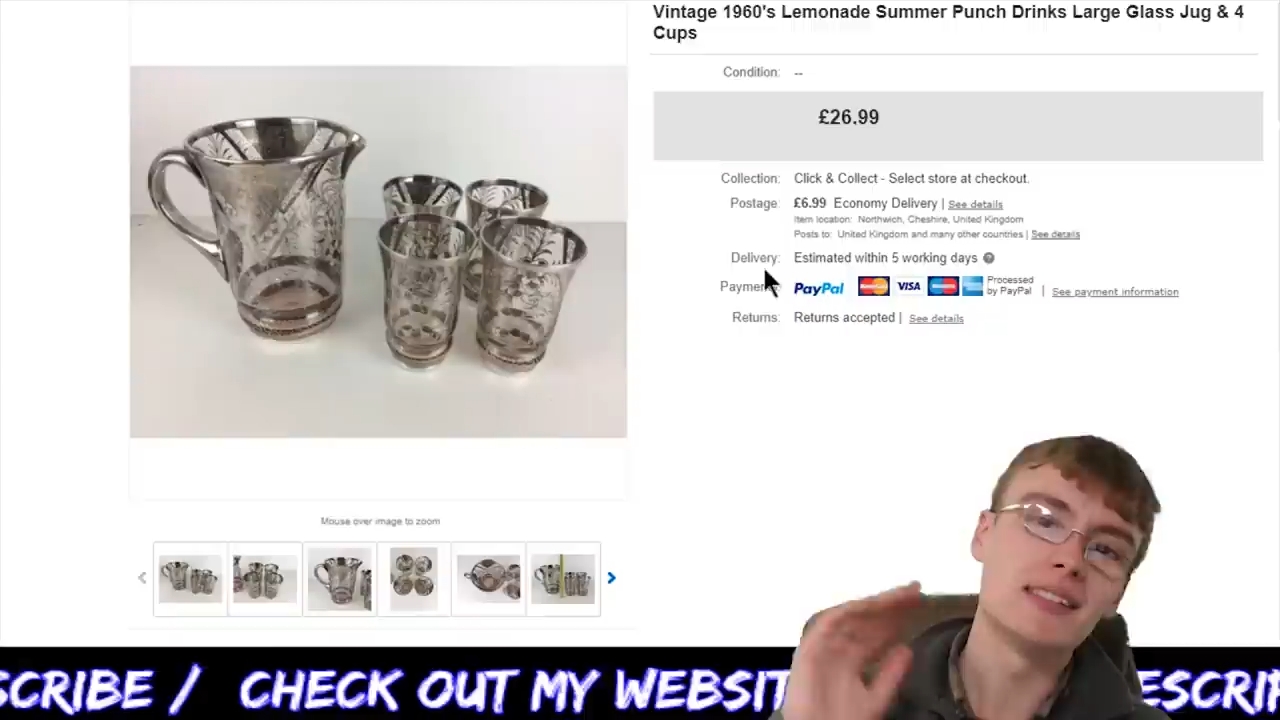 Vintage 1960's Lemonade Summer Punch Drinks Large Glass Jug & 4
Cups
Condition: --
£26.99
Collection: Click & Collect - Select store at checkout.
Postage: £6.99 Economy Delivery | See details
Item location: Northwich, Cheshire, United Kingdom
Posts to: United Kingdom and many other countries | See details
Delivery: Estimated within 5 working days
Payments: PayPal MasterCard VISA Processed by PayPal | See payment information
Returns: Returns accepted | See details
Mouse over image to zoom
SCRIBE / CHECK OUT MY WEBSIT ESCRI